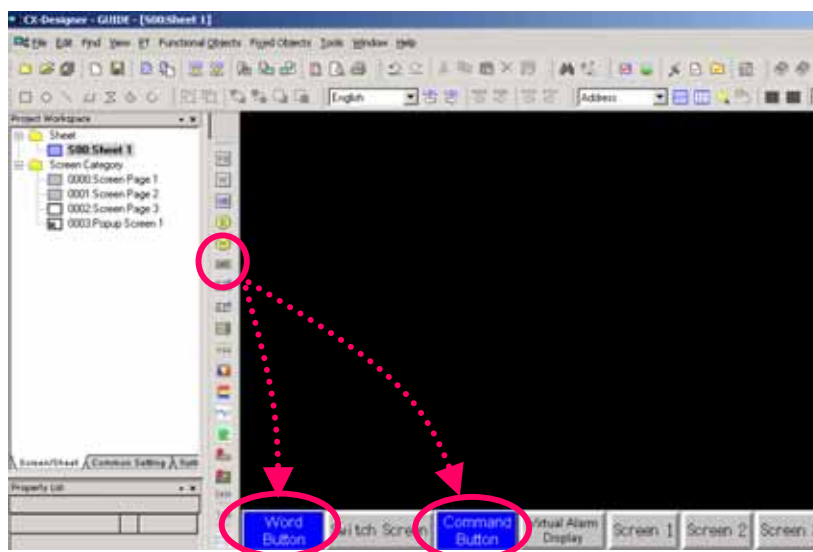 CX-Designer - GUIDE - [S00:Sheet 1]
File Edit Find View PT Functional Objects Fixed Objects Tools Window Help
English
Address
Project Workspace
Sheet
S00:Sheet 1
Screen Category
0000:Screen Page 1
0001:Screen Page 2
0002:Screen Page 3
0003:Popup Screen 1
Screen/Sheet
Common Setting
Property List
Word
Button
Switch Screen
Command
Button
Virtual Alarm
Display
Screen 1
Screen 2
Screen